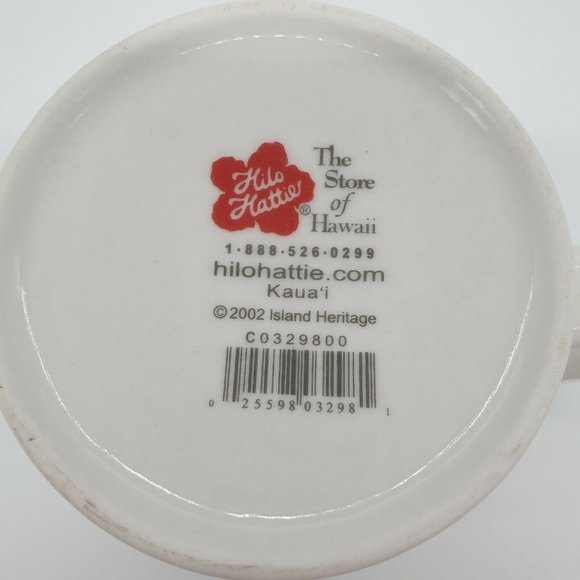 Hilo
Hattie
®
The
Store
of
Hawaii
1·888·526·0299
hilohattie.com
Kaua‘i
©2002 Island Heritage
C0329800
0 25598 03298 1